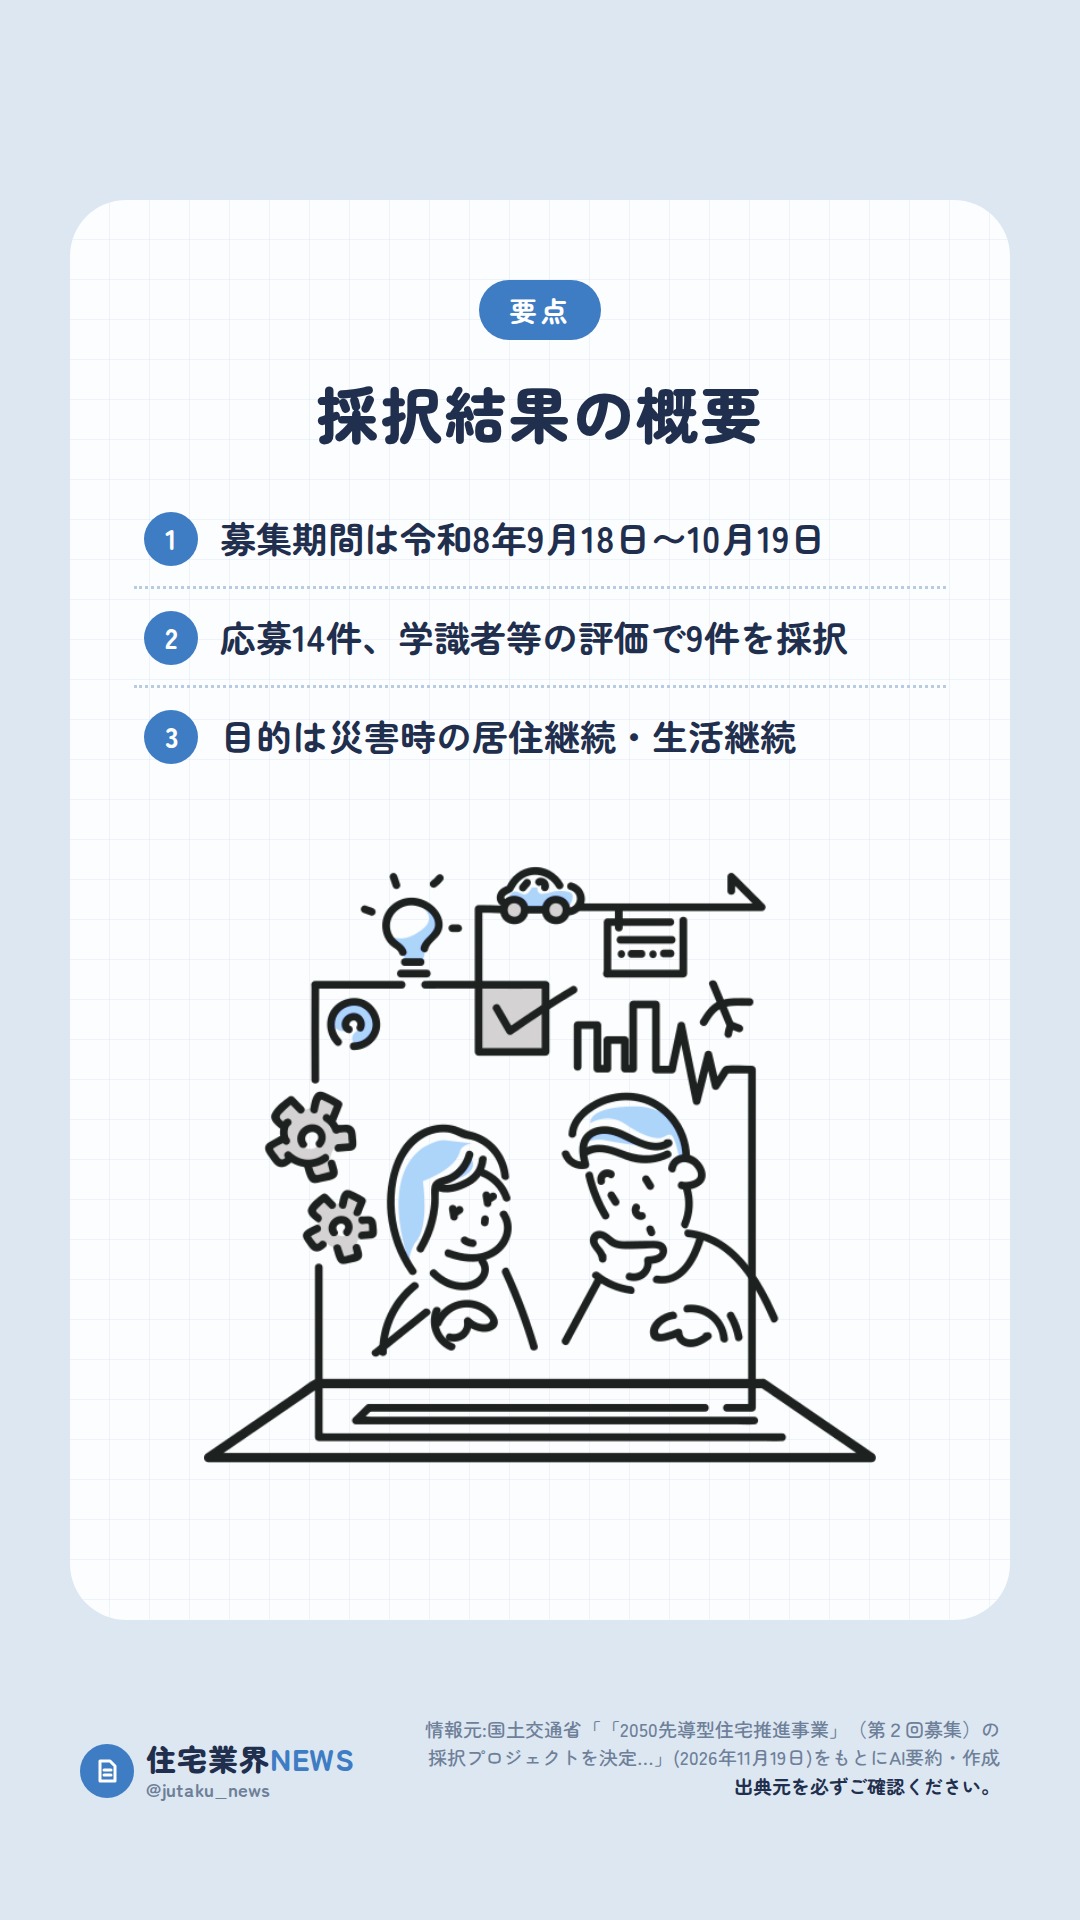 要点
採択結果の概要
1 募集期間は令和8年9月18日〜10月19日
2 応募14件、学識者等の評価で9件を採択
3 目的は災害時の居住継続・生活継続
情報元:国土交通省「「2050先導型住宅推進事業」（第２回募集）の
採択プロジェクトを決定...」(2026年11月19日)をもとにAI要約・作成
出典元を必ずご確認ください。
住宅業界NEWS
@jutaku_news